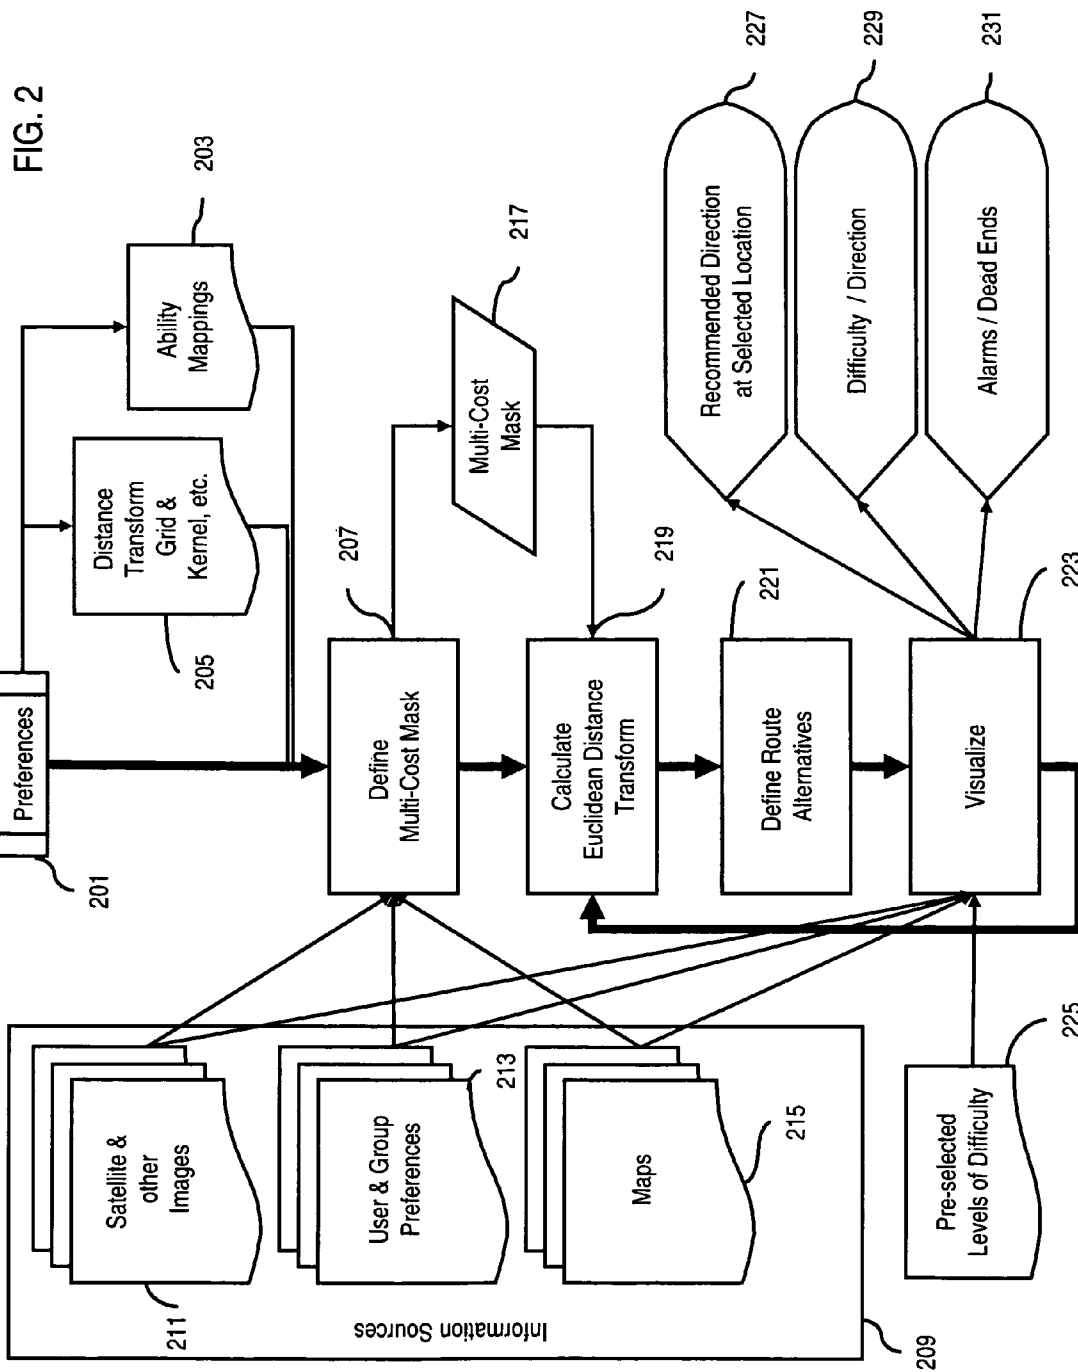 FIG. 2
Preferences
201
Distance
Transform
Grid &
Kernel, etc.
205
Ability
Mappings
203
Information Sources
209
Satellite &
other
Images
211
User & Group
Preferences
213
Maps
215
Define
Multi-Cost Mask
207
Multi-Cost
Mask
217
Calculate
Euclidean Distance
Transform
219
Define Route
Alternatives
221
Visualize
223
Pre-selected
Levels of Difficulty
225
Recommended Direction
at Selected Location
227
Difficulty / Direction
229
Alarms / Dead Ends
231